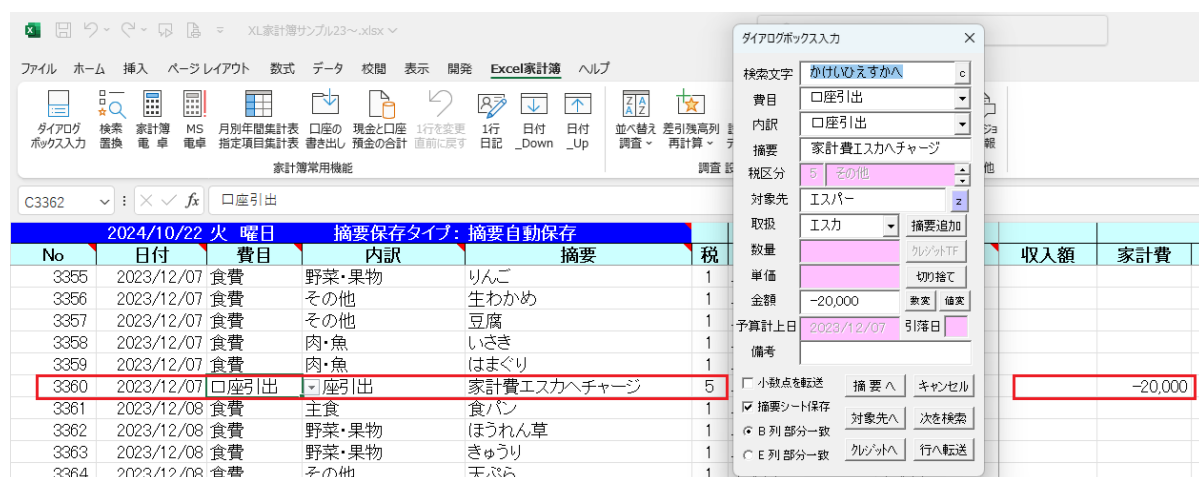 XL家計簿サンプル23～.xlsx
ファイル ホーム 挿入 ページ レイアウト 数式 データ 校閲 表示 開発 Excel家計簿 ヘルプ
ダイアログ ボックス入力
検索 置換
家計簿 電 卓
MS 電卓
月別年間集計表 指定項目集計表
口座の 書き出し
現金と口座 預金の合計
1行を変更 直前に戻す
1行 日記
日付 _Down
日付 _Up
並べ替え 調査
差引残高列 再計算
家計簿常用機能
C3362 fx 口座引出
2024/10/22 火 曜日 摘要保存タイプ: 摘要自動保存
No 日付 費目 内訳 摘要 税 収入額 家計費
3355 2023/12/07 食費 野菜・果物 りんご 1
3356 2023/12/07 食費 その他 生わかめ 1
3357 2023/12/07 食費 その他 豆腐 1
3358 2023/12/07 食費 肉・魚 いさき 1
3359 2023/12/07 食費 肉・魚 はまぐり 1
3360 2023/12/07 口座引出 座引出 家計費エスカへチャージ 5 -20,000
3361 2023/12/08 食費 主食 食パン 1
3362 2023/12/08 食費 野菜・果物 ほうれん草 1
3363 2023/12/08 食費 野菜・果物 きゅうり 1
3364 2023/12/08 食費 その他 天ぷら 1
ダイアログボックス入力
検索文字 かけいひえすかへ c
費目 口座引出
内訳 口座引出
摘要 家計費エスカへチャージ
税区分 5 その他
対象先 エスパー z
取扱 エスカ 摘要追加
数量 クレジットTF
単価 切り捨て
金額 -20,000 数変 値変
予算計上日 2023/12/07 引落日
備考
小数点を転送 摘要へ キャンセル
摘要シート保存
対象先へ 次を検索
B列 部分一致
E列 部分一致 クレジットへ 行へ転送